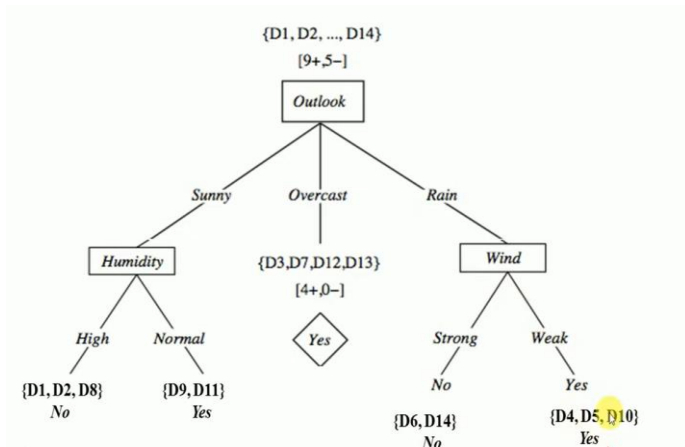 {D1, D2, ..., D14}
[9+,5−]
Outlook
Sunny
Overcast
Rain
Humidity
{D3,D7,D12,D13}
[4+,0−]
Wind
High
Normal
Yes
Strong
Weak
{D1, D2, D8}
No
{D9, D11}
Yes
No
{D6, D14}
No
Yes
{D4, D5, D10}
Yes